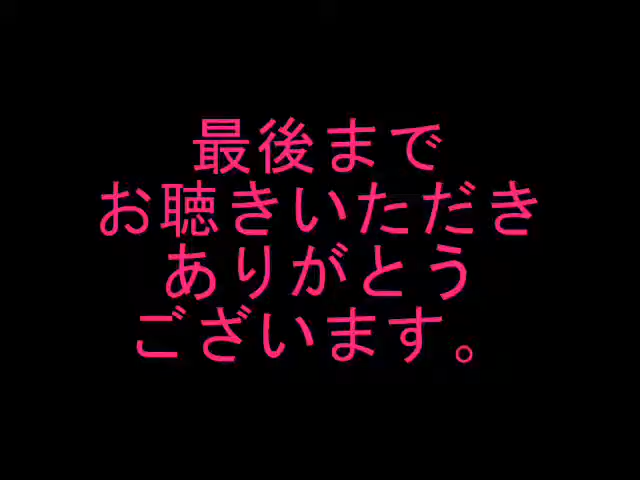 最後まで
お聴きいただき
ありがとう
ございます。